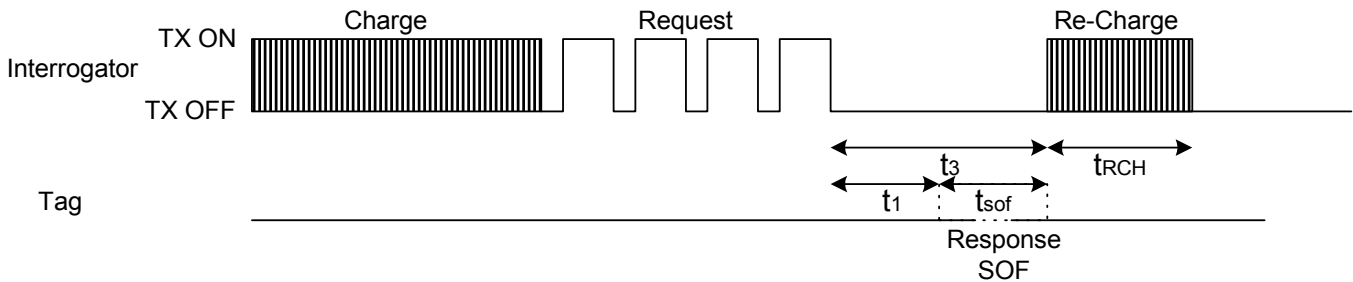 Charge
Request
Re-Charge
TX ON
Interrogator
TX OFF
t3
tRCH
Tag
t1
tsof
Response
SOF